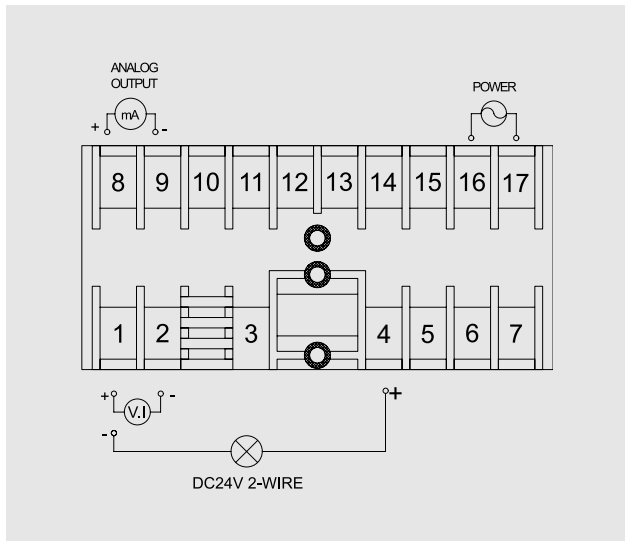 ANALOG
OUTPUT
POWER
mA
+ -
8 9 10 11 12 13 14 15 16 17
1 2 3 4 5 6 7
+ - +
V.I
-
DC24V 2-WIRE